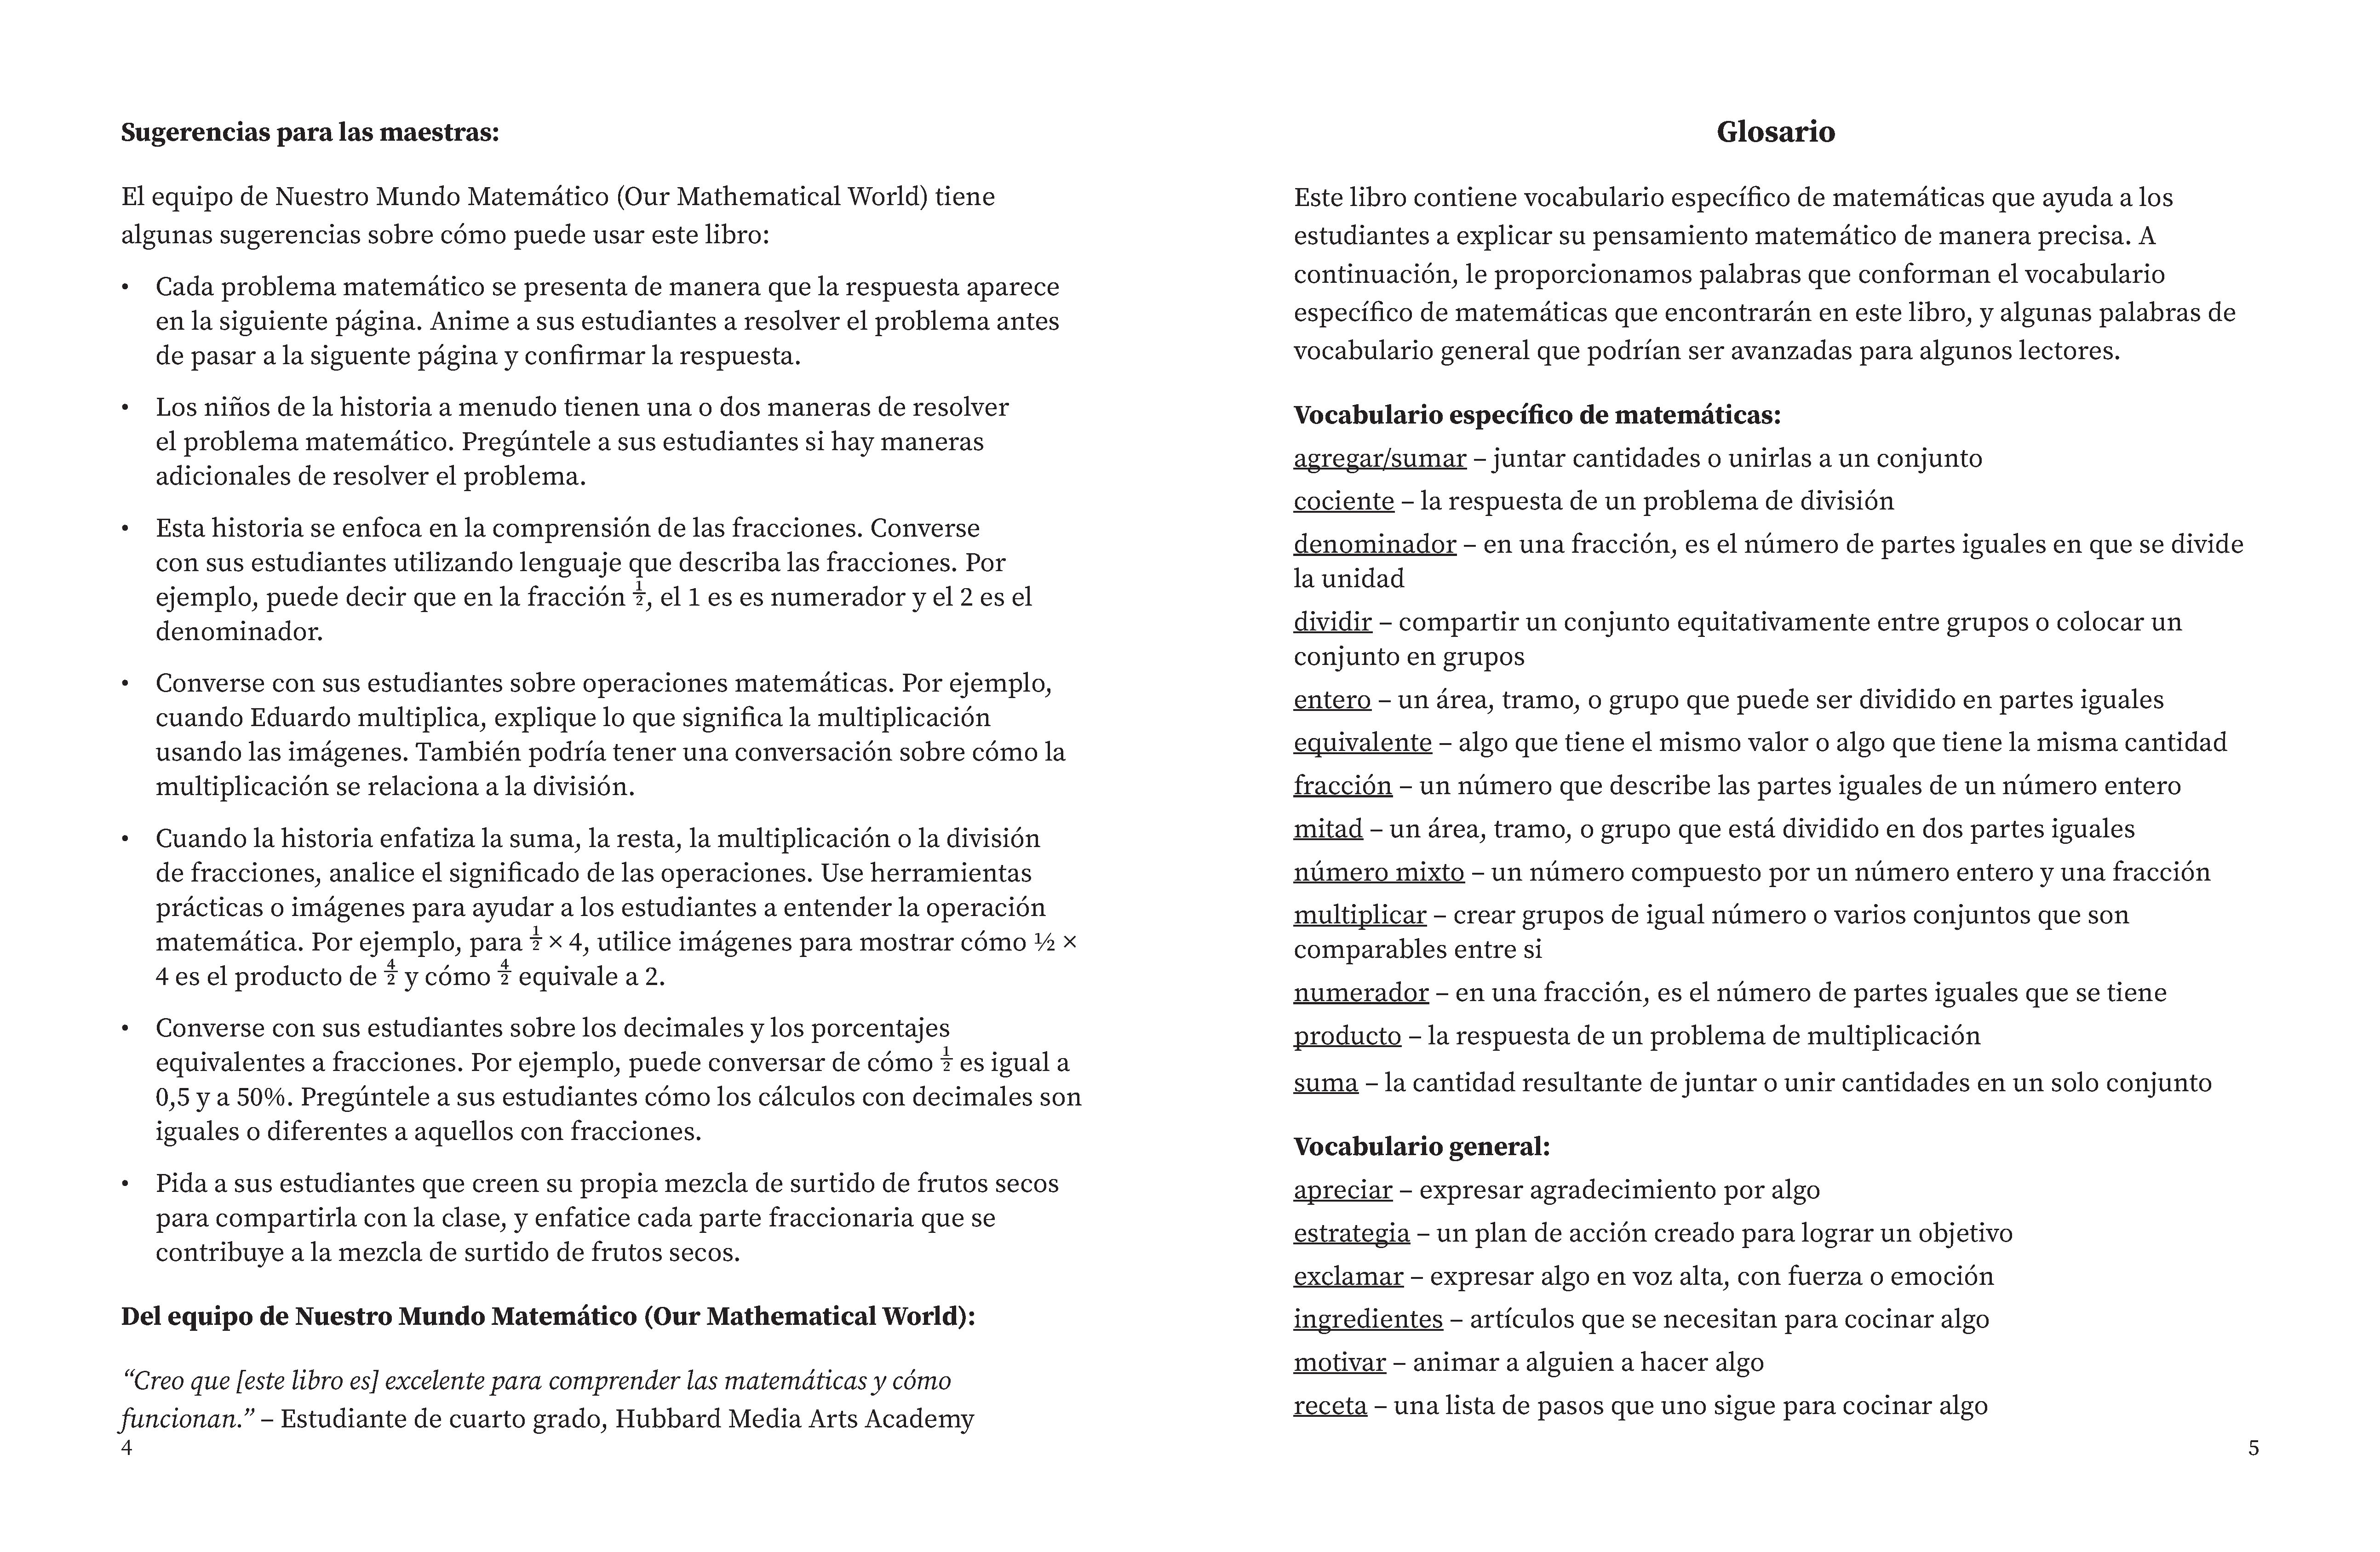 Sugerencias para las maestras:
El equipo de Nuestro Mundo Matemático (Our Mathematical World) tiene
algunas sugerencias sobre cómo puede usar este libro:
• Cada problema matemático se presenta de manera que la respuesta aparece
en la siguiente página. Anime a sus estudiantes a resolver el problema antes
de pasar a la siguente página y confirmar la respuesta.
• Los niños de la historia a menudo tienen una o dos maneras de resolver
el problema matemático. Pregúntele a sus estudiantes si hay maneras
adicionales de resolver el problema.
• Esta historia se enfoca en la comprensión de las fracciones. Converse
con sus estudiantes utilizando lenguaje que describa las fracciones. Por
ejemplo, puede decir que en la fracción ½, el 1 es es numerador y el 2 es el
denominador.
• Converse con sus estudiantes sobre operaciones matemáticas. Por ejemplo,
cuando Eduardo multiplica, explique lo que significa la multiplicación
usando las imágenes. También podría tener una conversación sobre cómo la
multiplicación se relaciona a la división.
• Cuando la historia enfatiza la suma, la resta, la multiplicación o la división
de fracciones, analice el significado de las operaciones. Use herramientas
prácticas o imágenes para ayudar a los estudiantes a entender la operación
matemática. Por ejemplo, para ½ × 4, utilice imágenes para mostrar cómo ½ ×
4 es el producto de 4/2 y cómo 4/2 equivale a 2.
• Converse con sus estudiantes sobre los decimales y los porcentajes
equivalentes a fracciones. Por ejemplo, puede conversar de cómo ½ es igual a
0,5 y a 50%. Pregúntele a sus estudiantes cómo los cálculos con decimales son
iguales o diferentes a aquellos con fracciones.
• Pida a sus estudiantes que creen su propia mezcla de surtido de frutos secos
para compartirla con la clase, y enfatice cada parte fraccionaria que se
contribuye a la mezcla de surtido de frutos secos.
Del equipo de Nuestro Mundo Matemático (Our Mathematical World):
“Creo que [este libro es] excelente para comprender las matemáticas y cómo
funcionan.” – Estudiante de cuarto grado, Hubbard Media Arts Academy
4
Glosario
Este libro contiene vocabulario específico de matemáticas que ayuda a los
estudiantes a explicar su pensamiento matemático de manera precisa. A
continuación, le proporcionamos palabras que conforman el vocabulario
específico de matemáticas que encontrarán en este libro, y algunas palabras de
vocabulario general que podrían ser avanzadas para algunos lectores.
Vocabulario específico de matemáticas:
agregar/sumar – juntar cantidades o unirlas a un conjunto
cociente – la respuesta de un problema de división
denominador – en una fracción, es el número de partes iguales en que se divide
la unidad
dividir – compartir un conjunto equitativamente entre grupos o colocar un
conjunto en grupos
entero – un área, tramo, o grupo que puede ser dividido en partes iguales
equivalente – algo que tiene el mismo valor o algo que tiene la misma cantidad
fracción – un número que describe las partes iguales de un número entero
mitad – un área, tramo, o grupo que está dividido en dos partes iguales
número mixto – un número compuesto por un número entero y una fracción
multiplicar – crear grupos de igual número o varios conjuntos que son
comparables entre si
numerador – en una fracción, es el número de partes iguales que se tiene
producto – la respuesta de un problema de multiplicación
suma – la cantidad resultante de juntar o unir cantidades en un solo conjunto
Vocabulario general:
apreciar – expresar agradecimiento por algo
estrategia – un plan de acción creado para lograr un objetivo
exclamar – expresar algo en voz alta, con fuerza o emoción
ingredientes – artículos que se necesitan para cocinar algo
motivar – animar a alguien a hacer algo
receta – una lista de pasos que uno sigue para cocinar algo
5